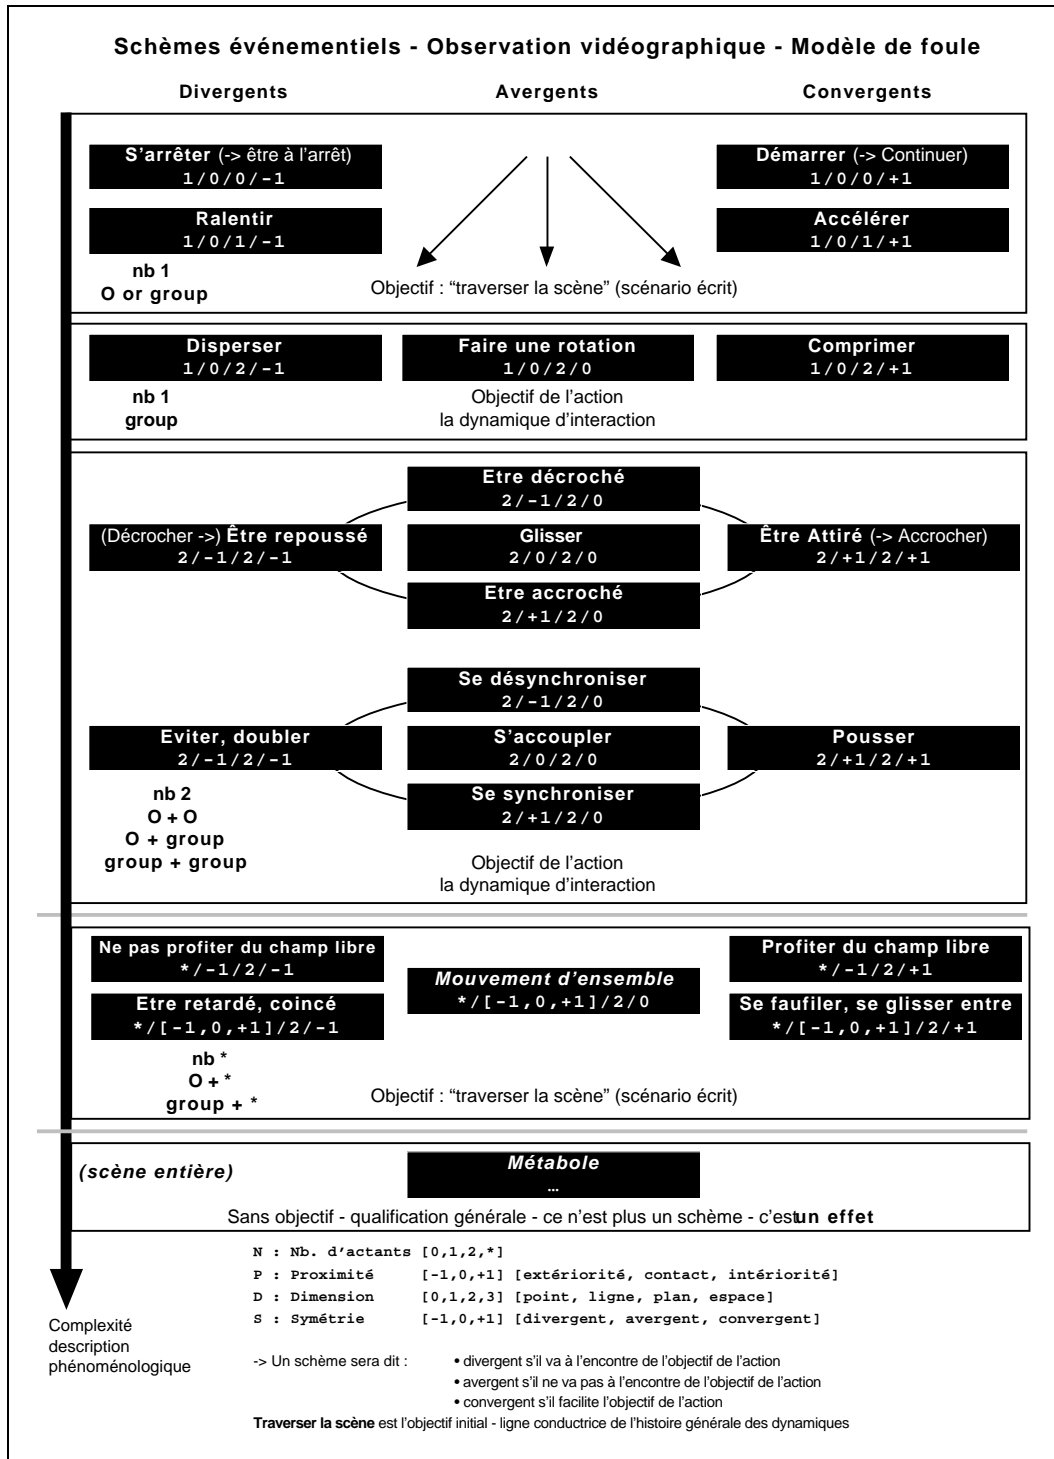 Schèmes événementiels - Observation vidéographique - Modèle de foule
Divergents Avergents Convergents
S'arrêter (-> être à l'arrêt)
1/0/0/-1
Démarrer (-> Continuer)
1/0/0/+1
Ralentir
1/0/1/-1
Accélérer
1/0/1/+1
nb 1
O or group
Objectif : “traverser la scène” (scénario écrit)
Disperser
1/0/2/-1
Faire une rotation
1/0/2/0
Comprimer
1/0/2/+1
nb 1
group
Objectif de l'action
la dynamique d'interaction
Etre décroché
2/-1/2/0
(Décrocher ->) Être repoussé
2/-1/2/-1
Glisser
2/0/2/0
Être Attiré (-> Accrocher)
2/+1/2/+1
Etre accroché
2/+1/2/0
Se désynchroniser
2/-1/2/0
Eviter, doubler
2/-1/2/-1
S'accoupler
2/0/2/0
Pousser
2/+1/2/+1
Se synchroniser
2/+1/2/0
nb 2
O + O
O + group
group + group
Objectif de l'action
la dynamique d'interaction
Ne pas profiter du champ libre
*/-1/2/-1
Profiter du champ libre
*/-1/2/+1
Mouvement d'ensemble
*/[-1,0,+1]/2/0
Etre retardé, coincé
*/[-1,0,+1]/2/-1
Se faufiler, se glisser entre
*/[-1,0,+1]/2/+1
nb *
O + *
group + *
Objectif : “traverser la scène” (scénario écrit)
(scène entière)
Métabole
...
Sans objectif - qualification générale - ce n'est plus un schème - c'est un effet
N : Nb. d'actants [0,1,2,*]
P : Proximité [-1,0,+1] [extériorité, contact, intériorité]
D : Dimension [0,1,2,3] [point, ligne, plan, espace]
S : Symétrie [-1,0,+1] [divergent, avergent, convergent]
Complexité
description
phénoménologique
-> Un schème sera dit : • divergent s'il va à l'encontre de l'objectif de l'action
• avergent s'il ne va pas à l'encontre de l'objectif de l'action
• convergent s'il facilite l'objectif de l'action
Traverser la scène est l'objectif initial - ligne conductrice de l'histoire générale des dynamiques